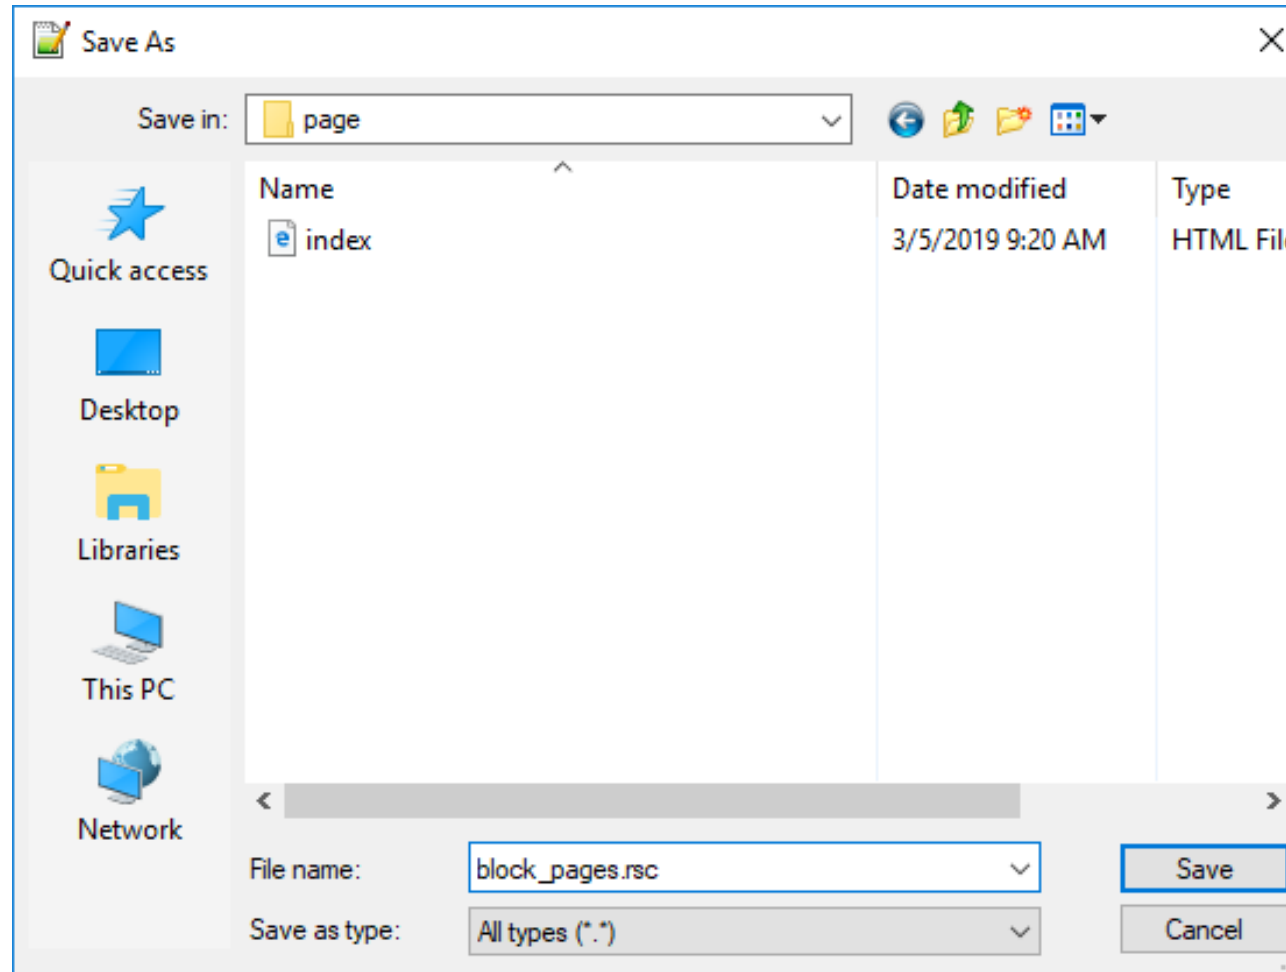 Save As
Save in: page
Name Date modified Type
index 3/5/2019 9:20 AM HTML Fil
Quick access
Desktop
Libraries
This PC
Network
File name: block_pages.rsc Save
Save as type: All types (*.*) Cancel